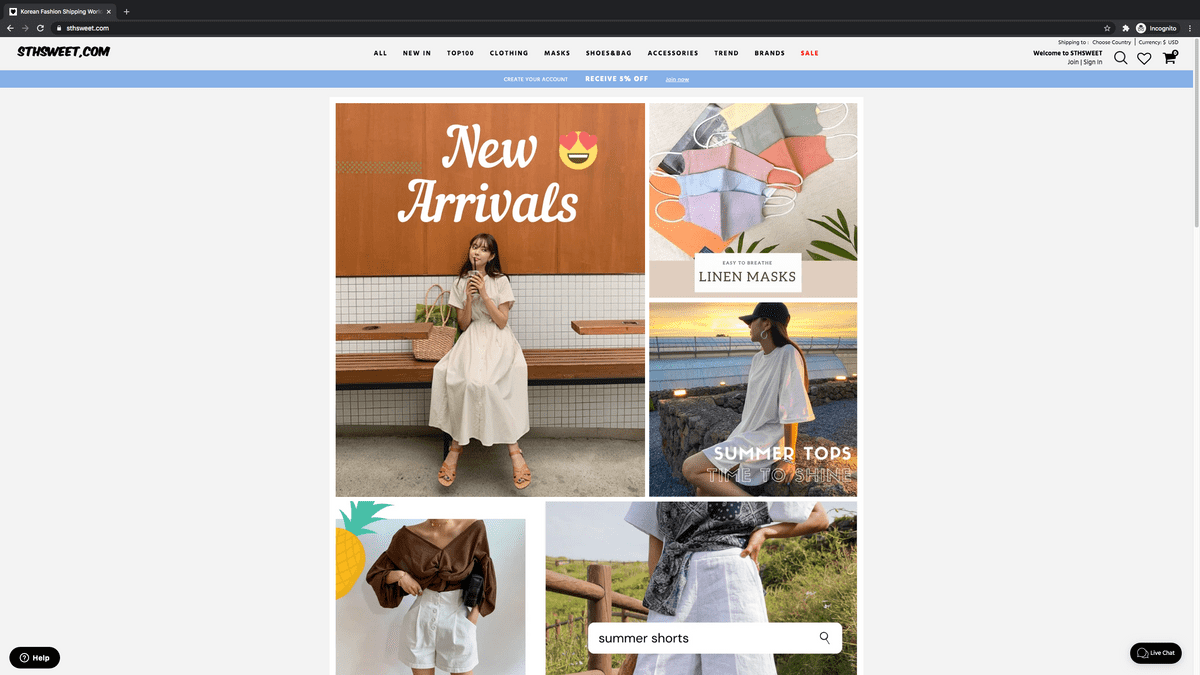 Korean Fashion Shipping World
sthsweet.com
Incognito
STHSWEET.COM
ALL NEW IN TOP100 CLOTHING MASKS SHOES&BAG ACCESSORIES TREND BRANDS SALE
Shipping to : Choose Country | Currency: $ USD
Welcome to STHSWEET
Join | Sign In
0
CREATE YOUR ACCOUNT RECEIVE 5% OFF Join now
New
Arrivals
EASY TO BREATHE
LINEN MASKS
SUMMER TOPS
TIME TO SHINE
summer shorts
Help
Live Chat